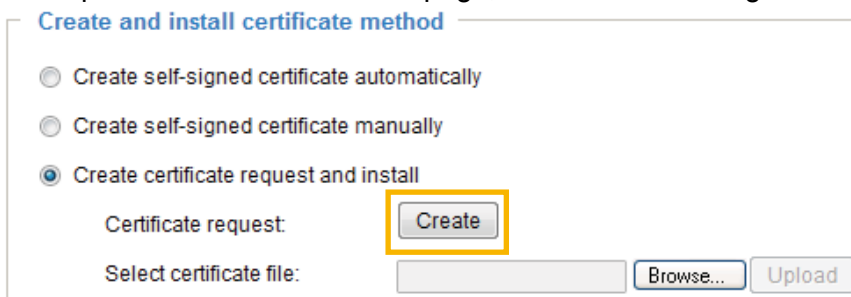 Create and install certificate method
Create self-signed certificate automatically
Create self-signed certificate manually
Create certificate request and install
Certificate request: Create
Select certificate file: Browse... Upload